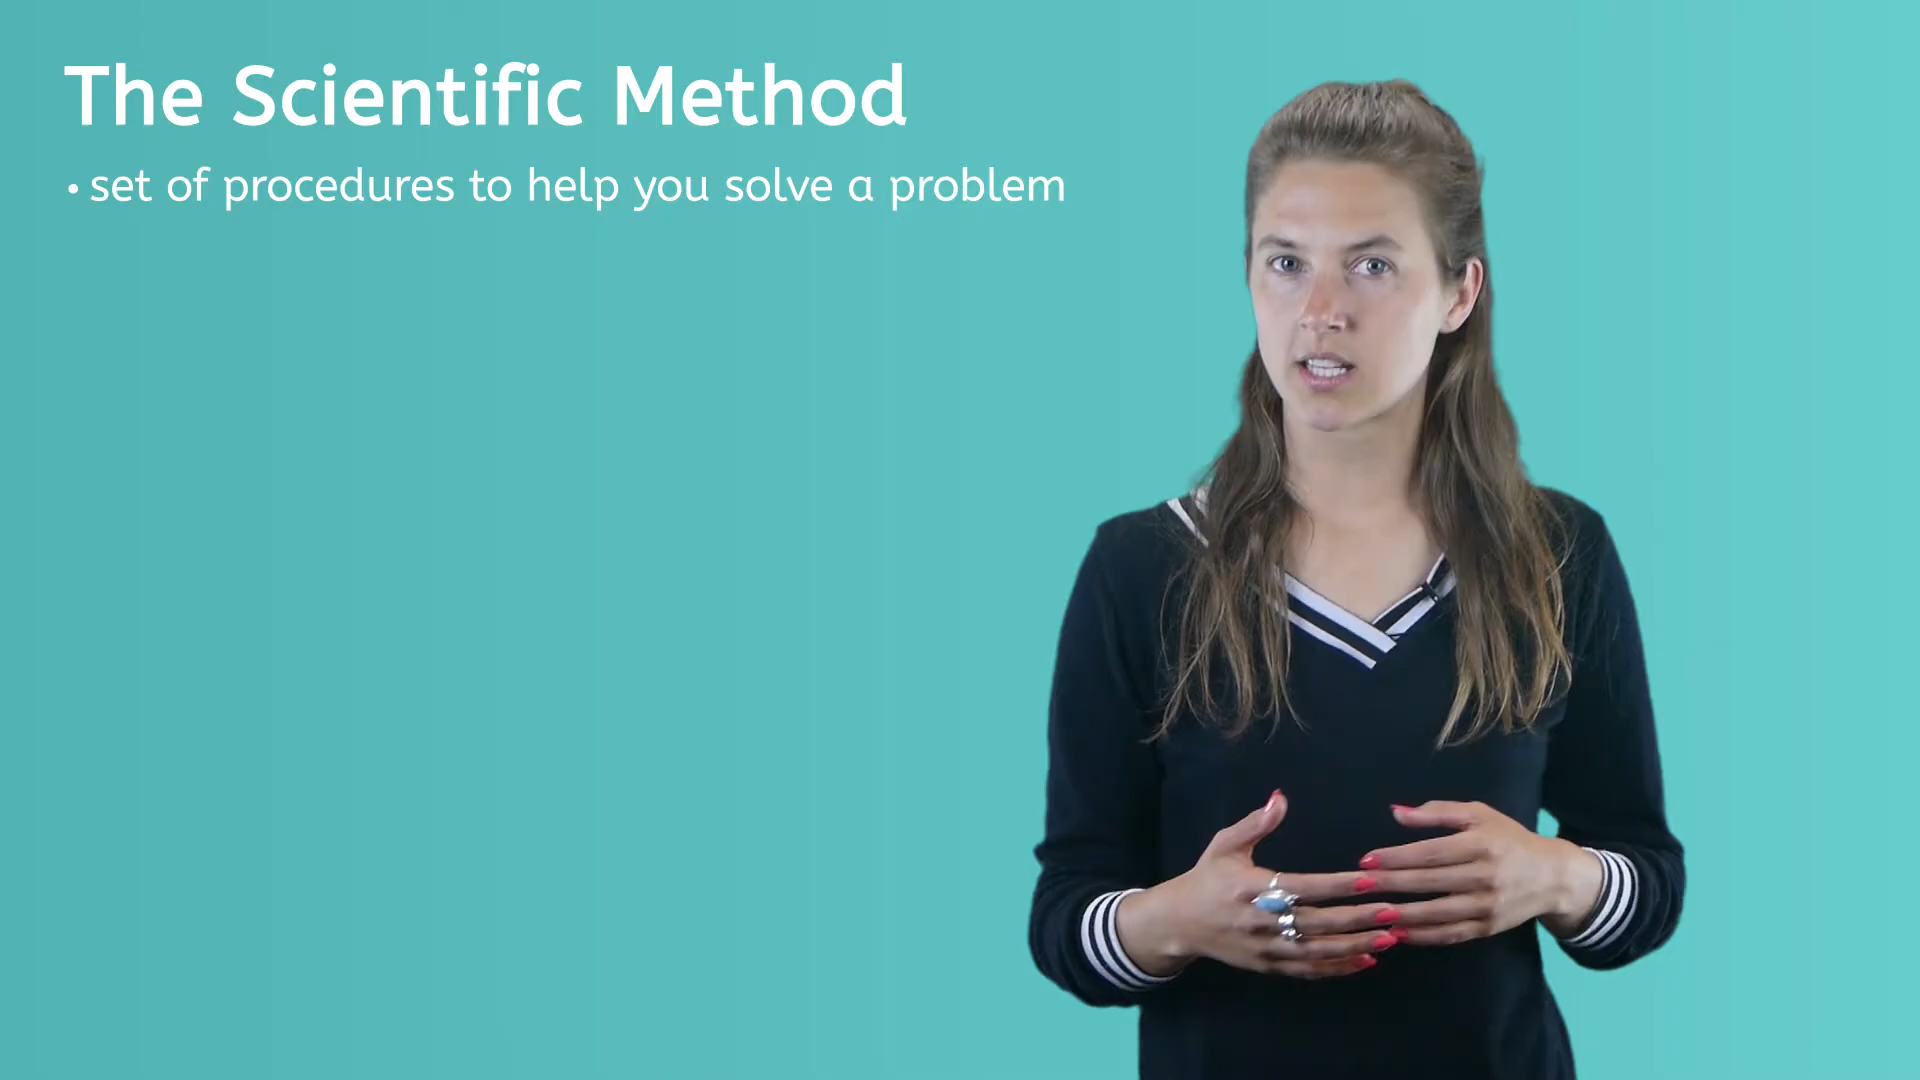 The Scientific Method
• set of procedures to help you solve a problem